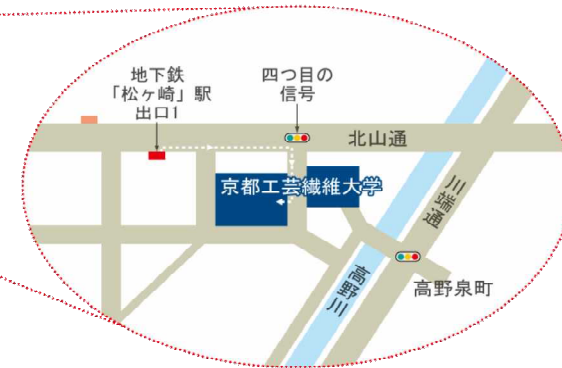 地下鉄
「松ヶ崎」駅
出口1
四つ目の
信号
北山通
京都工芸繊維大学
川端通
高野川
高野泉町